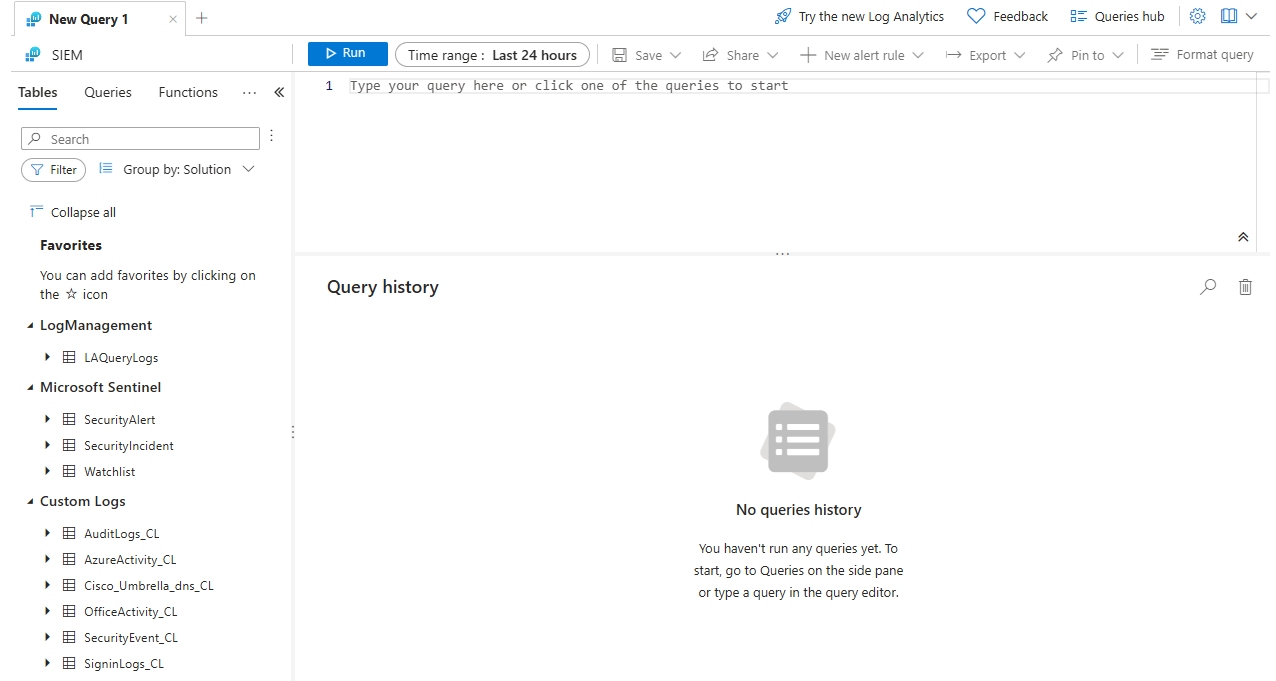 New Query 1
Try the new Log Analytics
Feedback
Queries hub
SIEM
Run
Time range : Last 24 hours
Save
Share
New alert rule
Export
Pin to
Format query
Tables
Queries
Functions
1
Type your query here or click one of the queries to start
Search
Filter
Group by: Solution
Collapse all
Favorites
You can add favorites by clicking on
the ☆ icon
LogManagement
LAQueryLogs
Microsoft Sentinel
SecurityAlert
SecurityIncident
Watchlist
Custom Logs
AuditLogs_CL
AzureActivity_CL
Cisco_Umbrella_dns_CL
OfficeActivity_CL
SecurityEvent_CL
SigninLogs_CL
Query history
No queries history
You haven't run any queries yet. To
start, go to Queries on the side pane
or type a query in the query editor.